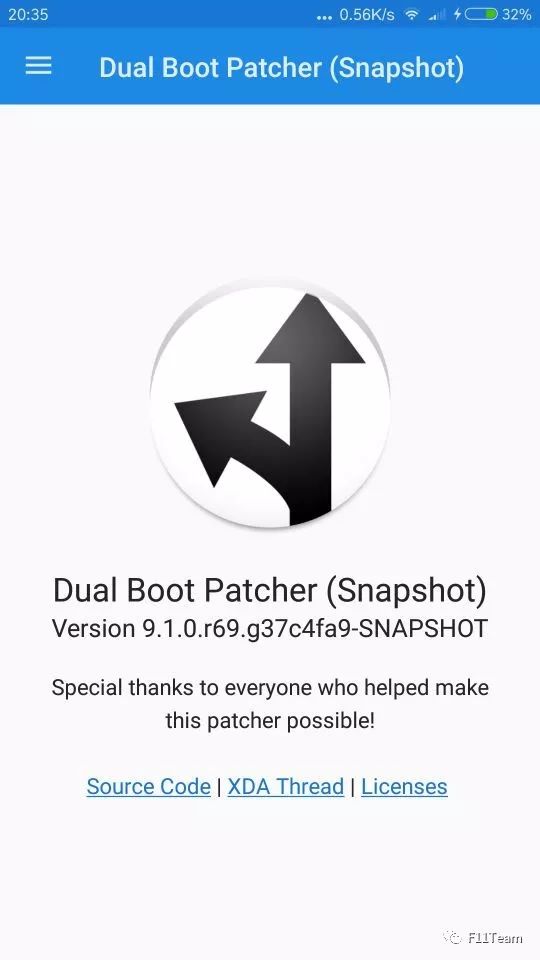 20:35 ... 0.56K/s 32%
Dual Boot Patcher (Snapshot)
Dual Boot Patcher (Snapshot)
Version 9.1.0.r69.g37c4fa9-SNAPSHOT
Special thanks to everyone who helped make
this patcher possible!
Source Code | XDA Thread | Licenses
F11Team